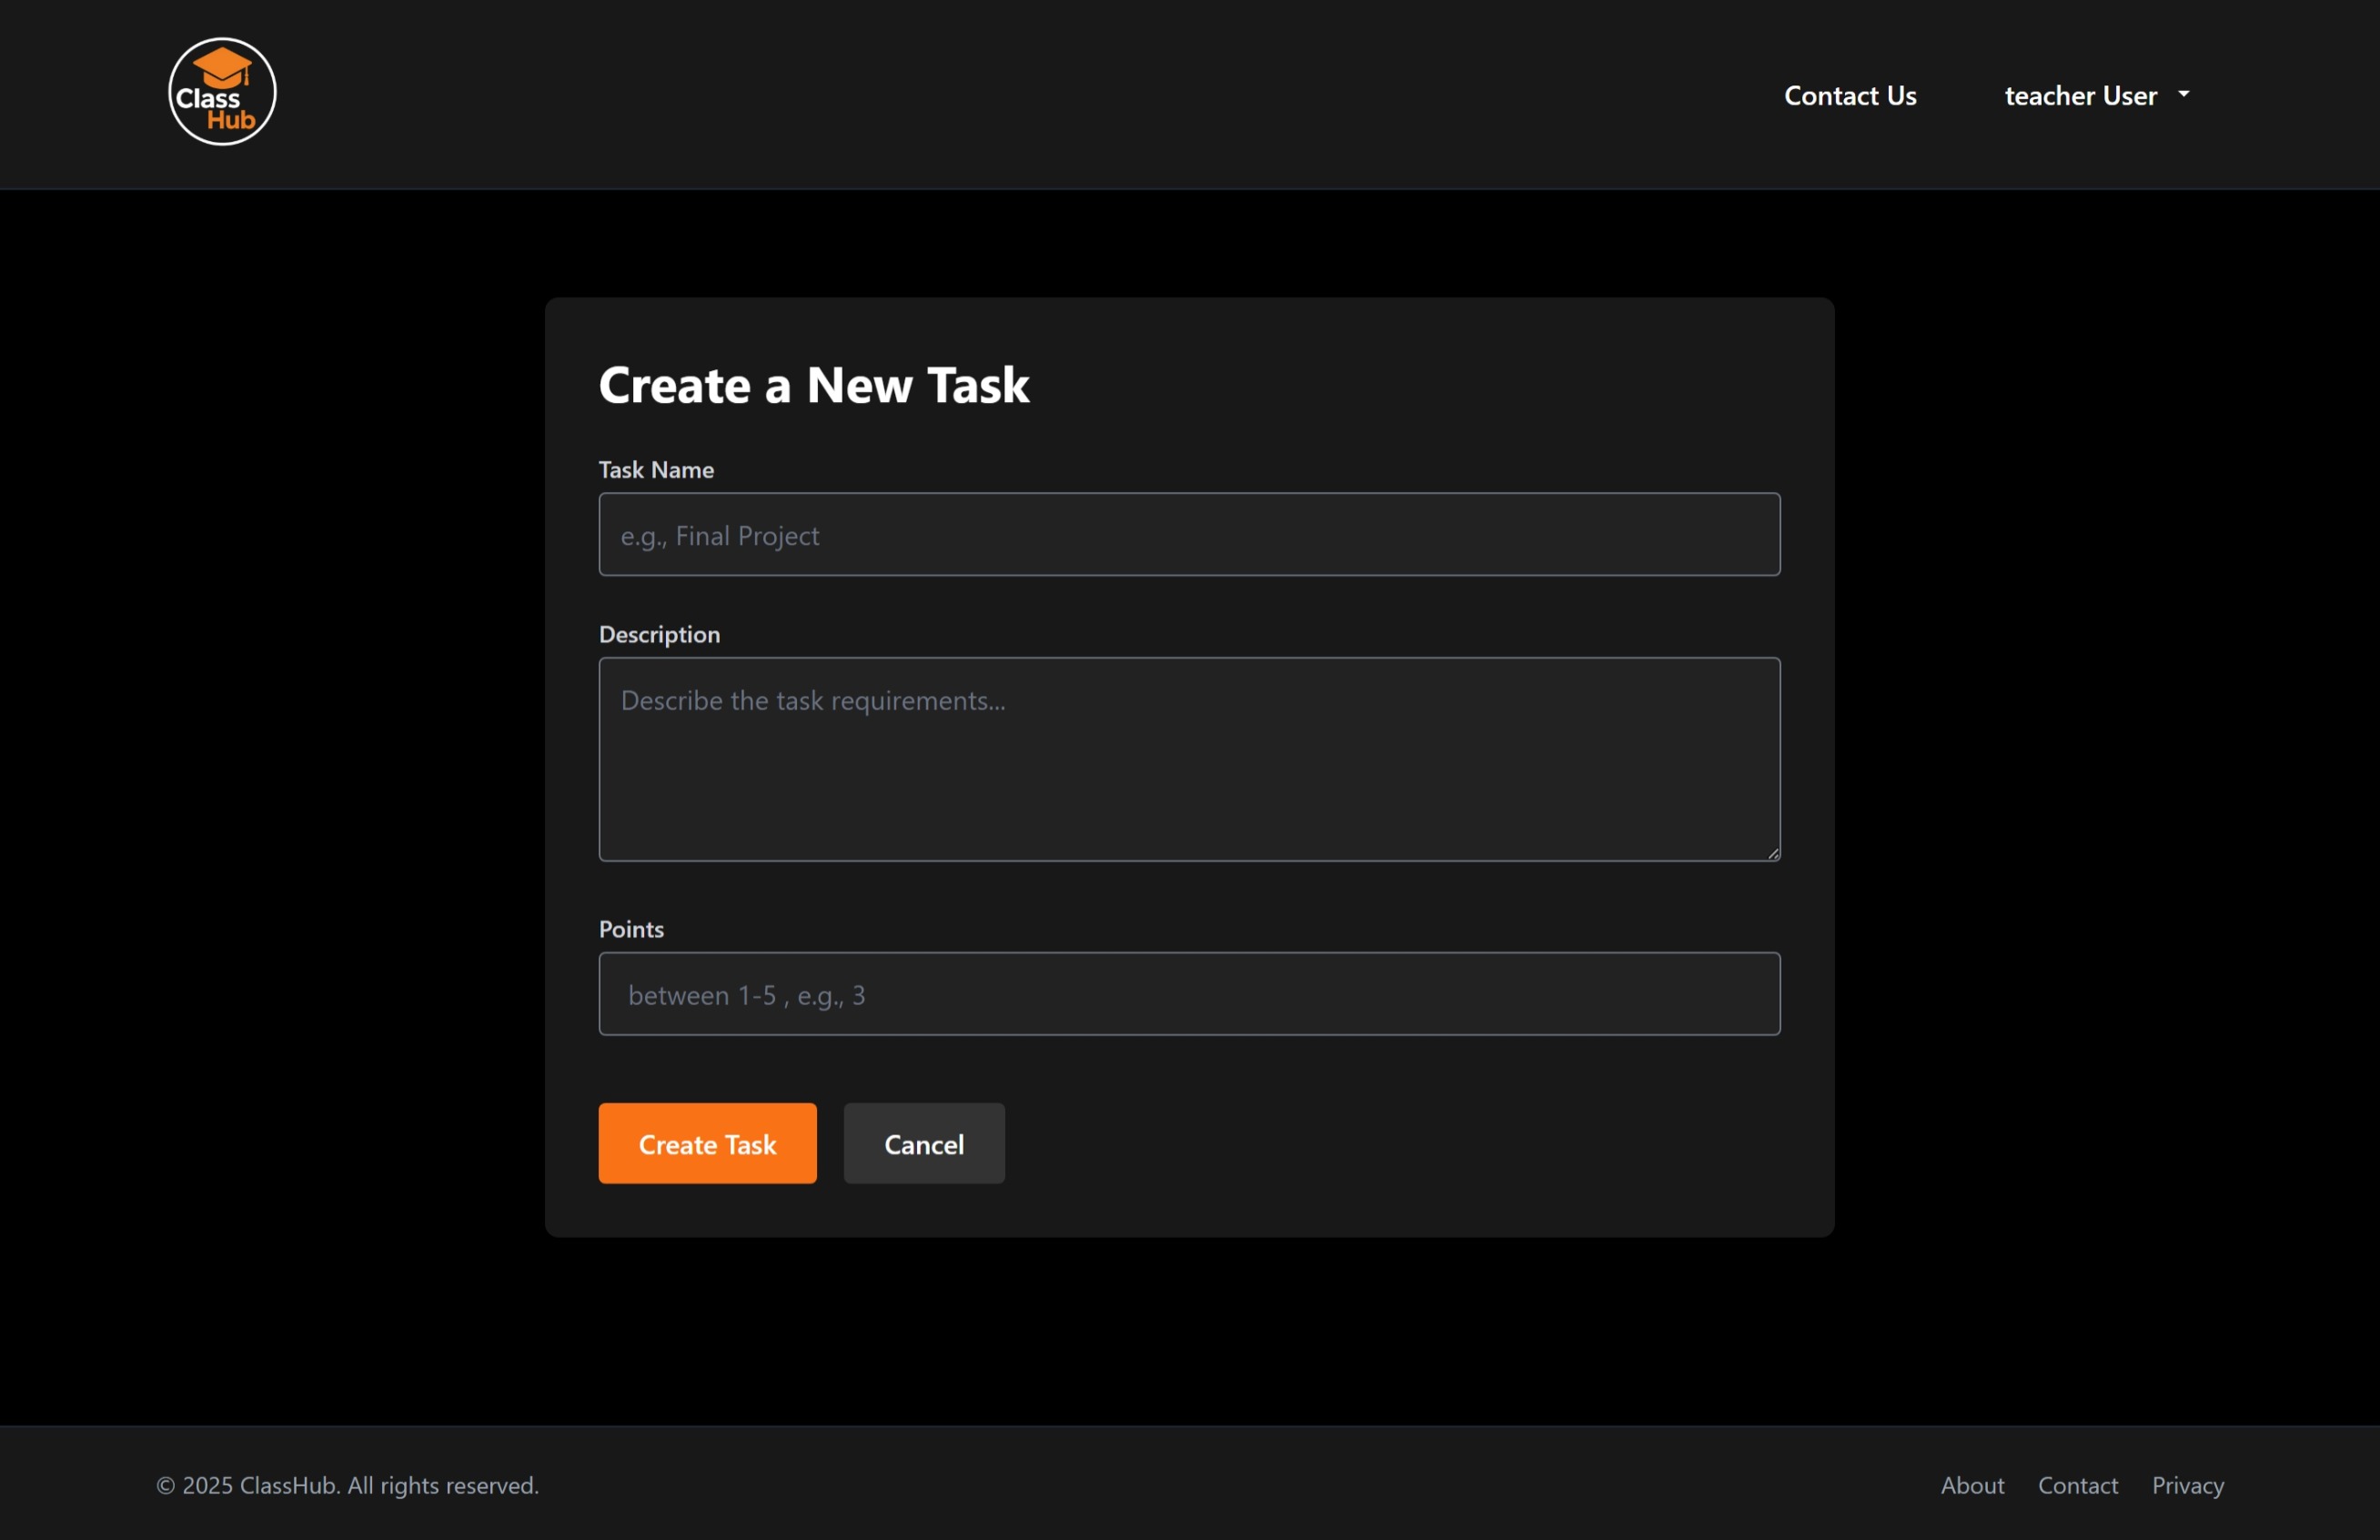 Class
Hub
Contact Us
teacher User
Create a New Task
Task Name
e.g., Final Project
Description
Describe the task requirements...
Points
between 1-5 , e.g., 3
Create Task
Cancel
© 2025 ClassHub. All rights reserved.
About
Contact
Privacy